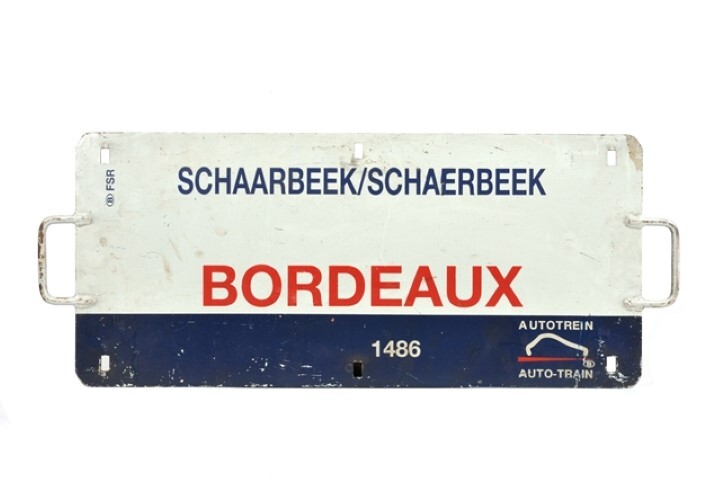 SCHAARBEEK/SCHAERBEEK
BORDEAUX
1486
AUTOTREIN
AUTO-TRAIN
B FSR